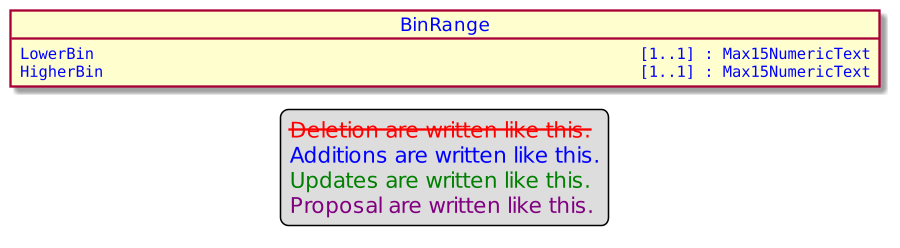 BinRange
LowerBin [1..1] : Max15NumericText
HigherBin [1..1] : Max15NumericText
Deletion are written like this.
Additions are written like this.
Updates are written like this.
Proposal are written like this.